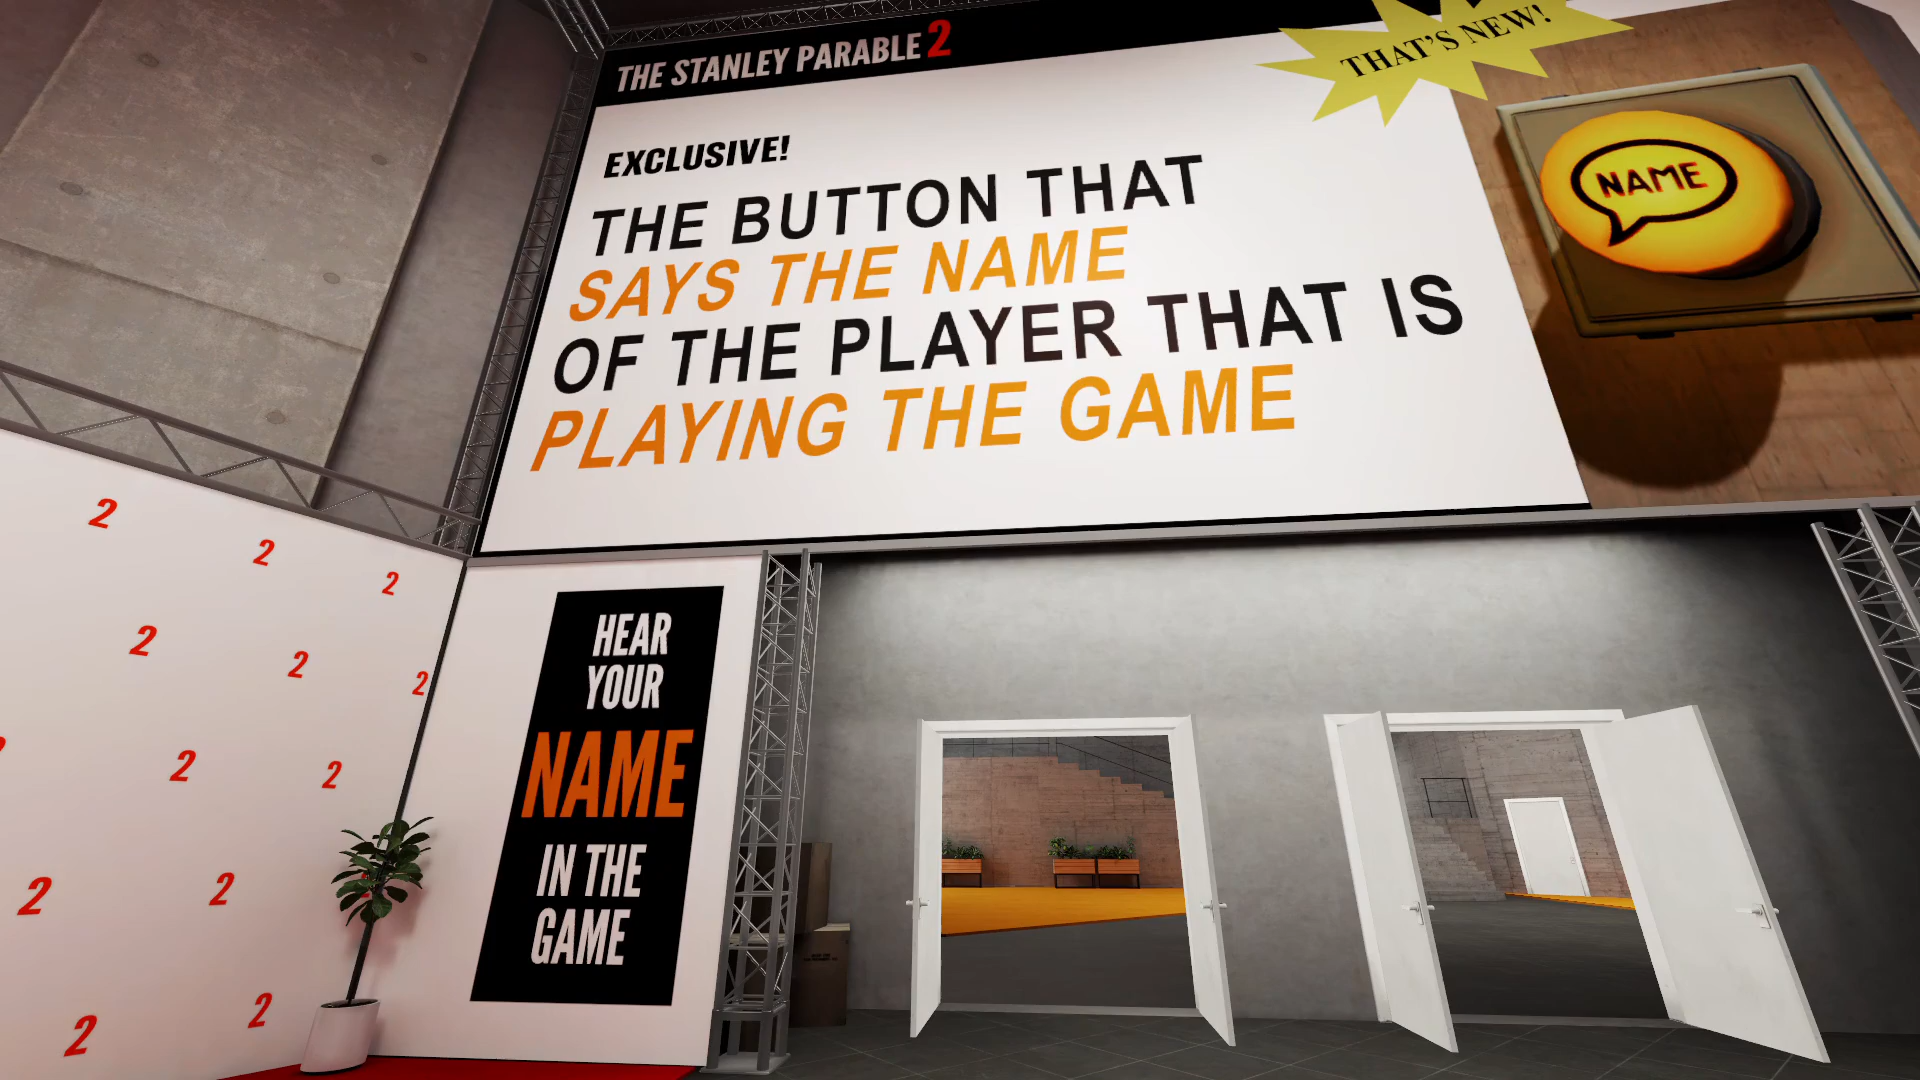 THE STANLEY PARABLE 2
THAT'S NEW!
EXCLUSIVE!
THE BUTTON THAT
SAYS THE NAME
OF THE PLAYER THAT IS
PLAYING THE GAME
NAME
2
2
2
2
2
2
2
2
2
2
2
2
HEAR
YOUR
NAME
IN THE
GAME